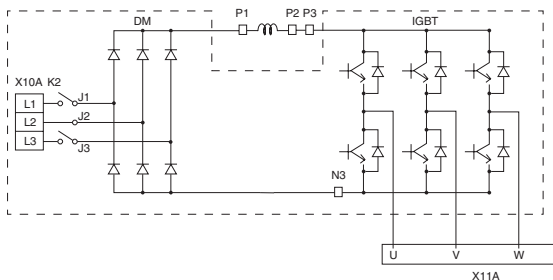 P1 P2 P3
DM IGBT
X10A K2
L1 J1
L2 J2
L3 J3
N3
U V W
X11A